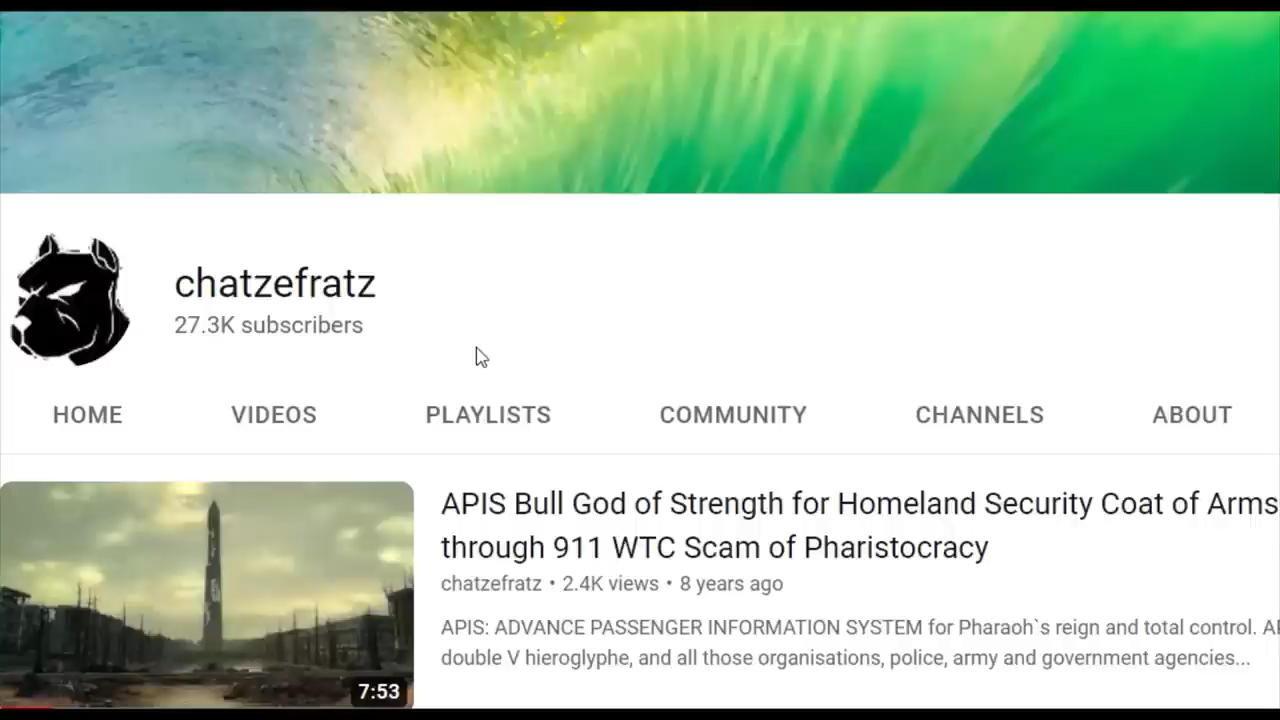 chatzefratz
27.3K subscribers
HOME VIDEOS PLAYLISTS COMMUNITY CHANNELS ABOUT
APIS Bull God of Strength for Homeland Security Coat of Arms
through 911 WTC Scam of Pharistocracy
chatzefratz • 2.4K views • 8 years ago
APIS: ADVANCE PASSENGER INFORMATION SYSTEM for Pharaoh`s reign and total control. AP
double V hieroglyphe, and all those organisations, police, army and government agencies...
7:53